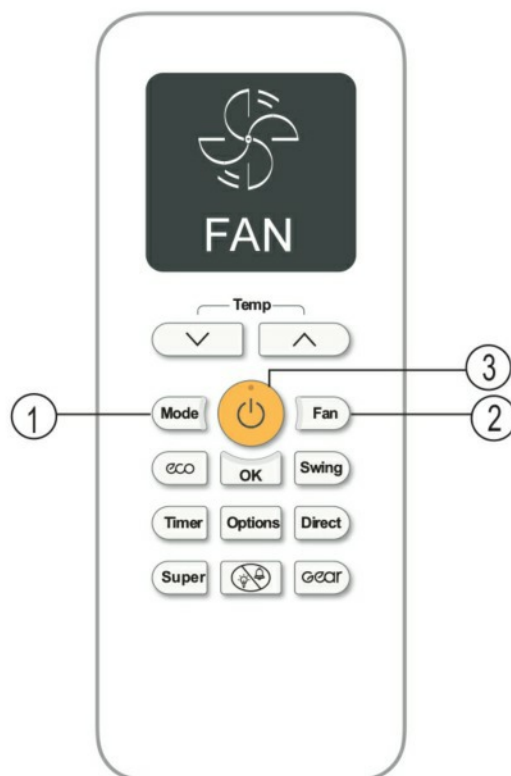 FAN
Temp
3
1 Mode Fan 2
eco OK Swing
Timer Options Direct
Super Gear